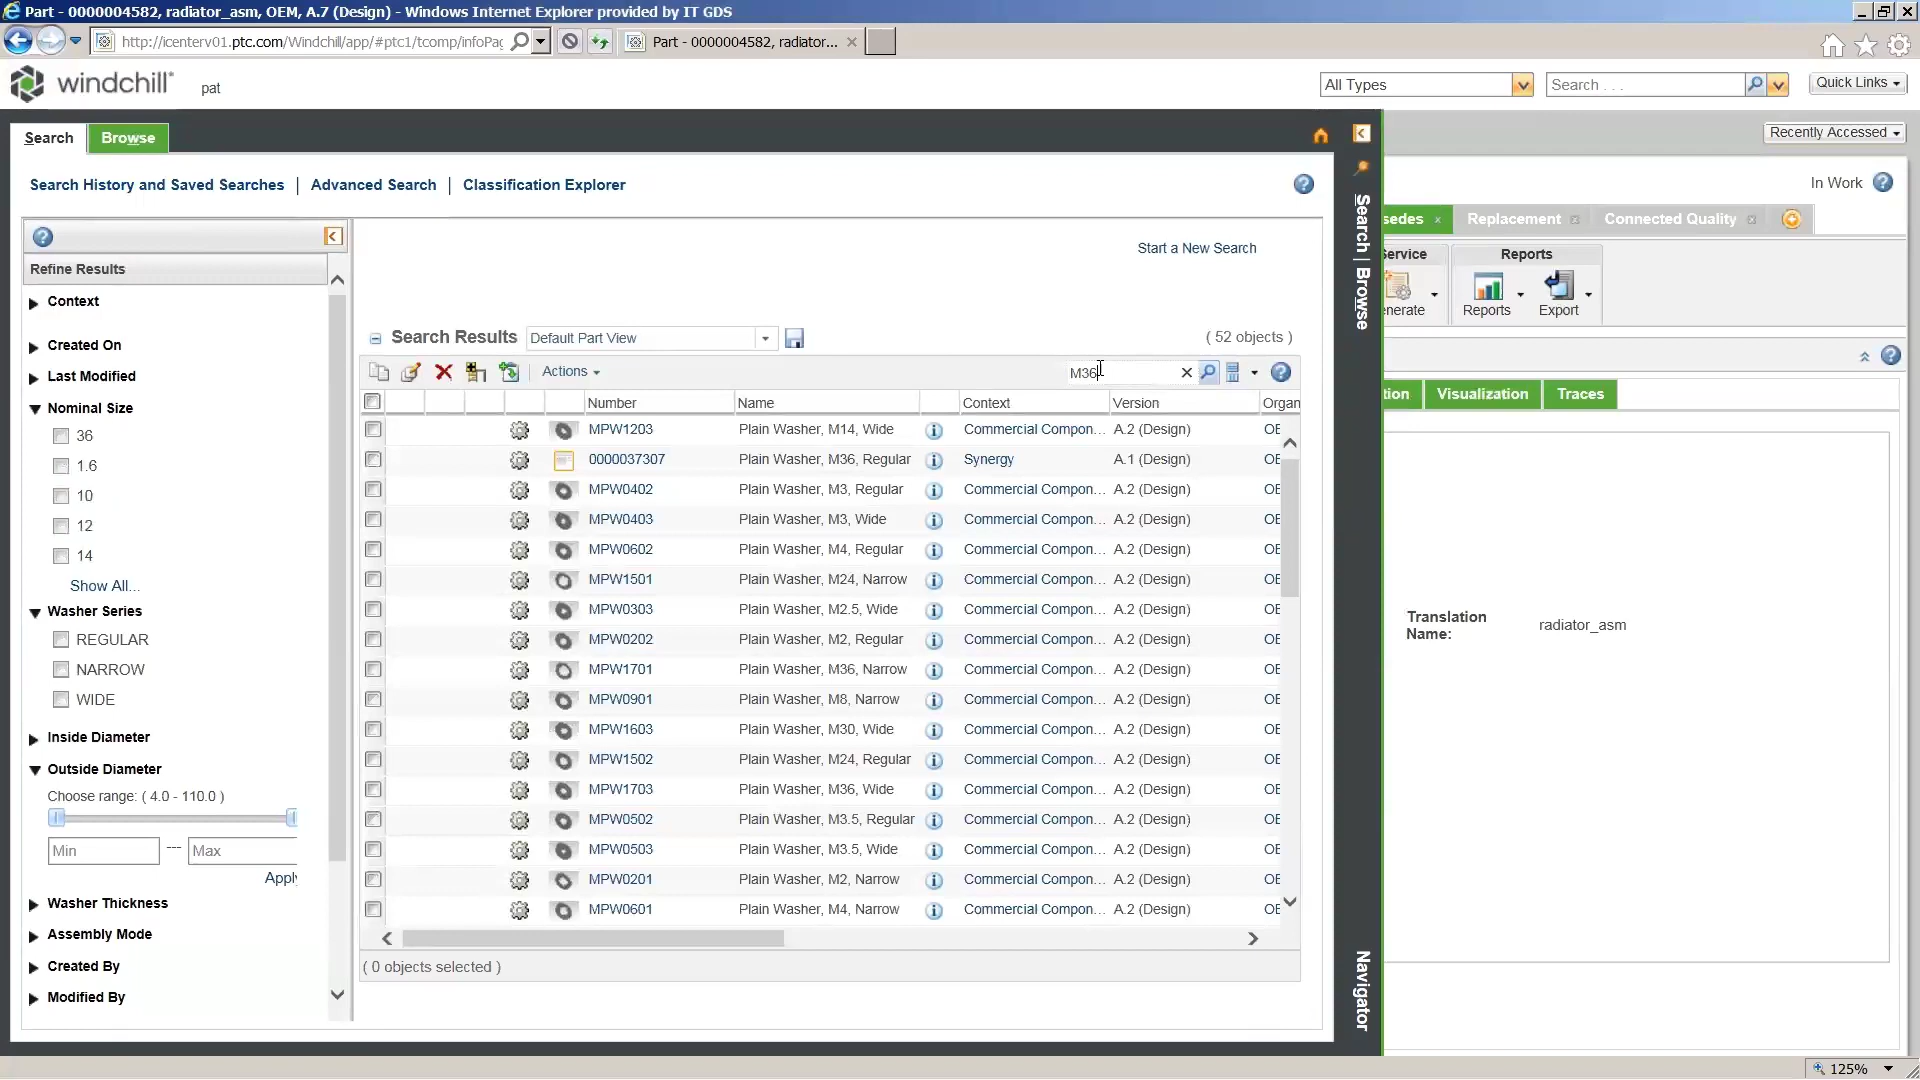 Part - 0000004582, radiator_asm, OEM, A.7 (Design) - Windows Internet Explorer provided by IT GDS
http://icenterv01.ptc.com/Windchill/app/#ptc1/tcomp/infoPag
Part - 0000004582, radiator...
windchill®
pat
All Types
Search . . .
Quick Links
Search
Browse
Recently Accessed
Search History and Saved Searches | Advanced Search | Classification Explorer
In Work
sedes
Replacement
Connected Quality
Start a New Search
Refine Results
Context
Created On
Last Modified
Nominal Size
36
1.6
10
12
14
Show All...
Washer Series
REGULAR
NARROW
WIDE
Inside Diameter
Outside Diameter
Choose range: ( 4.0 - 110.0 )
Min --- Max
Apply
Washer Thickness
Assembly Mode
Created By
Modified By
Search Results
Default Part View
( 52 objects )
Actions
M36
Number Name Context Version Organ
MPW1203 Plain Washer, M14, Wide Commercial Compon... A.2 (Design) OE
0000037307 Plain Washer, M36, Regular Synergy A.1 (Design) OE
MPW0402 Plain Washer, M3, Regular Commercial Compon... A.2 (Design) OE
MPW0403 Plain Washer, M3, Wide Commercial Compon... A.2 (Design) OE
MPW0602 Plain Washer, M4, Regular Commercial Compon... A.2 (Design) OE
MPW1501 Plain Washer, M24, Narrow Commercial Compon... A.2 (Design) OE
MPW0303 Plain Washer, M2.5, Wide Commercial Compon... A.2 (Design) OE
MPW0202 Plain Washer, M2, Regular Commercial Compon... A.2 (Design) OE
MPW1701 Plain Washer, M36, Narrow Commercial Compon... A.2 (Design) OE
MPW0901 Plain Washer, M8, Narrow Commercial Compon... A.2 (Design) OE
MPW1603 Plain Washer, M30, Wide Commercial Compon... A.2 (Design) OE
MPW1502 Plain Washer, M24, Regular Commercial Compon... A.2 (Design) OE
MPW1703 Plain Washer, M36, Wide Commercial Compon... A.2 (Design) OE
MPW0502 Plain Washer, M3.5, Regular Commercial Compon... A.2 (Design) OE
MPW0503 Plain Washer, M3.5, Wide Commercial Compon... A.2 (Design) OE
MPW0201 Plain Washer, M2, Narrow Commercial Compon... A.2 (Design) OE
MPW0601 Plain Washer, M4, Narrow Commercial Compon... A.2 (Design) OE
( 0 objects selected )
Search | Browse
Navigator
ervice
Reports
nerate
Reports
Export
tion
Visualization
Traces
Translation
Name:
radiator_asm
125%